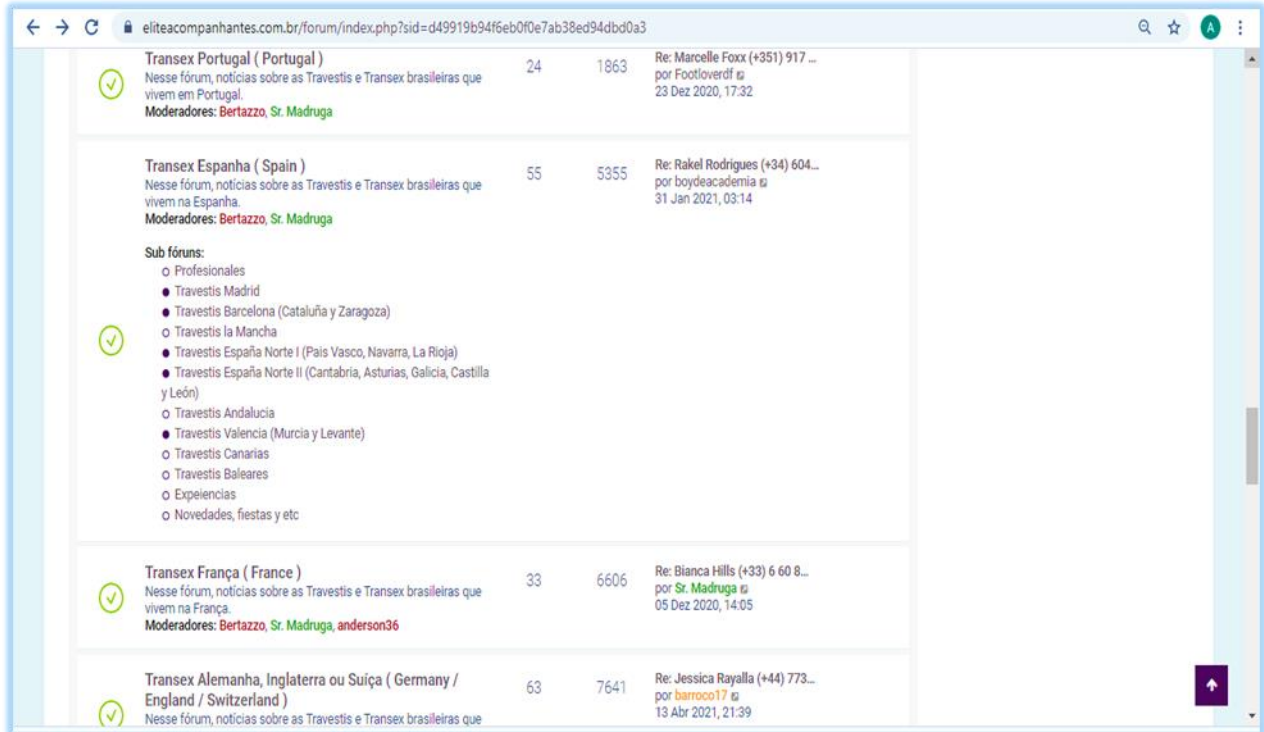 eliteacompanhantes.com.br/forum/index.php?sid=d49919b94f6eb0f0e7ab38ed94dbd0a3
A
Transex Portugal ( Portugal )
Nesse fórum, notícias sobre as Travestis e Transex brasileiras que
vivem em Portugal.
Moderadores: Bertazzo, Sr. Madruga
24
1863
Re: Marcelle Foxx (+351) 917 ...
por Footloverdf
23 Dez 2020, 17:32
Transex Espanha ( Spain )
Nesse fórum, notícias sobre as Travestis e Transex brasileiras que
vivem na Espanha.
Moderadores: Bertazzo, Sr. Madruga
55
5355
Re: Rakel Rodrigues (+34) 604...
por boydeacademia
31 Jan 2021, 03:14
Sub fóruns:
Profesionales
Travestis Madrid
Travestis Barcelona (Cataluña y Zaragoza)
Travestis la Mancha
Travestis España Norte I (Pais Vasco, Navarra, La Rioja)
Travestis España Norte II (Cantabria, Asturias, Galicia, Castilla
y León)
Travestis Andalucia
Travestis Valencia (Murcia y Levante)
Travestis Canarias
Travestis Baleares
Expeiencias
Novedades, fiestas y etc
Transex França ( France )
Nesse fórum, notícias sobre as Travestis e Transex brasileiras que
vivem na França.
Moderadores: Bertazzo, Sr. Madruga, anderson36
33
6606
Re: Bianca Hills (+33) 6 60 8...
por Sr. Madruga
05 Dez 2020, 14:05
Transex Alemanha, Inglaterra ou Suíça ( Germany /
England / Switzerland )
Nesse fórum, notícias sobre as Travestis e Transex brasileiras que
63
7641
Re: Jessica Rayalla (+44) 773...
por barroco17
13 Abr 2021, 21:39